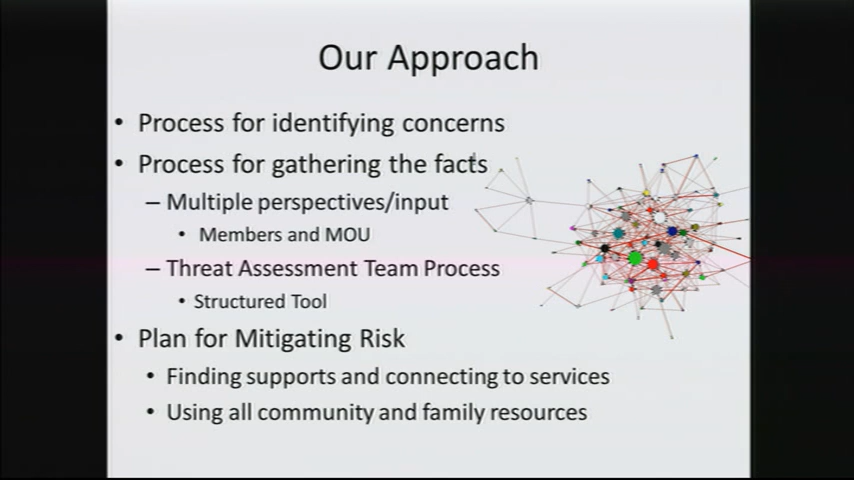 Our Approach
• Process for identifying concerns
• Process for gathering the facts
– Multiple perspectives/input
• Members and MOU
– Threat Assessment Team Process
• Structured Tool
• Plan for Mitigating Risk
• Finding supports and connecting to services
• Using all community and family resources